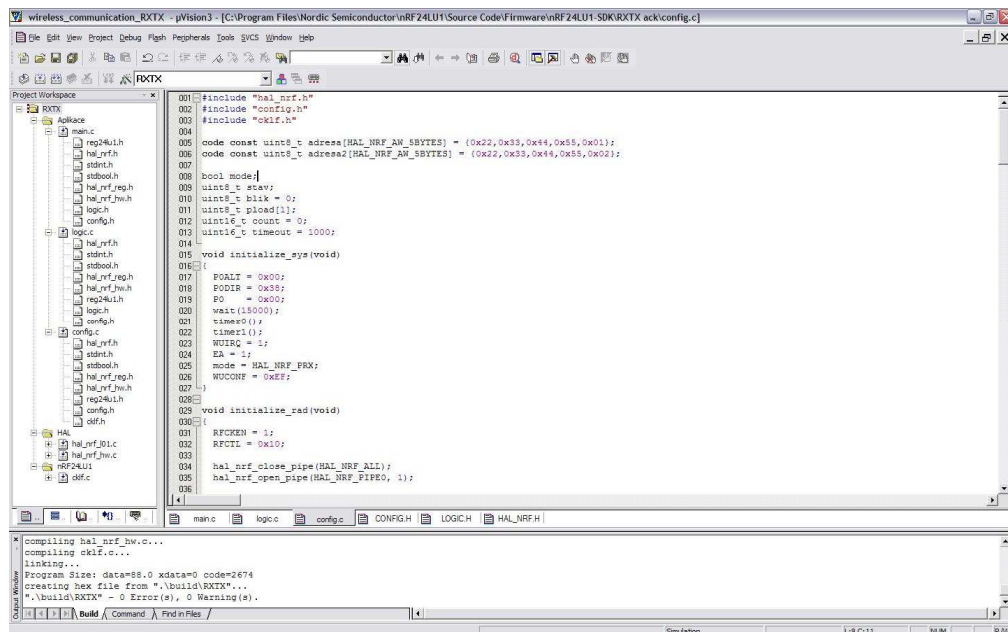 wireless_communication_RXTX - µVision3 - [C:\Program Files\Nordic Semiconductor\nRF24LU1\Source Code\Firmware\nRF24LU1-SDK\RXTX ack\config.c]
File Edit View Project Debug Flash Peripherals Tools SVCS Window Help
RXTX
Project Workspace
RXTX
Aplikace
main.c
reg24lu1.h
hal_nrf.h
stdint.h
stdbool.h
hal_nrf_reg.h
hal_nrf_hw.h
logic.h
config.h
logic.c
hal_nrf.h
stdint.h
stdbool.h
hal_nrf_reg.h
hal_nrf_hw.h
reg24lu1.h
logic.h
config.h
config.c
hal_nrf.h
stdint.h
stdbool.h
hal_nrf_reg.h
hal_nrf_hw.h
reg24lu1.h
config.h
cklf.h
HAL
hal_nrf_l01.c
hal_nrf_hw.c
nRF24LU1
cklf.c
001 #include "hal_nrf.h"
002 #include "config.h"
003 #include "cklf.h"
004
005 code const uint8_t adresa[HAL_NRF_AW_5BYTES] = {0x22,0x33,0x44,0x55,0x01};
006 code const uint8_t adresa2[HAL_NRF_AW_5BYTES] = {0x22,0x33,0x44,0x55,0x02};
007
008 bool mode;
009 uint8_t stav;
010 uint8_t blik = 0;
011 uint8_t pload[1];
012 uint16_t count = 0;
013 uint16_t timeout = 1000;
014
015 void initialize_sys(void)
016 {
017 P0ALT = 0x00;
018 P0DIR = 0x38;
019 P0 = 0x00;
020 wait(15000);
021 timer0();
022 timer1();
023 WUIRQ = 1;
024 EA = 1;
025 mode = HAL_NRF_PRX;
026 WUCONF = 0xEF;
027 }
028
029 void initialize_rad(void)
030 {
031 RFCKEN = 1;
032 RFCTL = 0x10;
033
034 hal_nrf_close_pipe(HAL_NRF_ALL);
035 hal_nrf_open_pipe(HAL_NRF_PIPE0, 1);
036
main.c logic.c config.c CONFIG.H LOGIC.H HAL_NRF.H
compiling hal_nrf_hw.c...
compiling cklf.c...
linking...
Program Size: data=88.0 xdata=0 code=2674
creating hex file from ".\build\RXTX"...
".\build\RXTX" - 0 Error(s), 0 Warning(s).
Output Window
Build Command Find in Files
Simulation L:8 C:11 NUM R/W